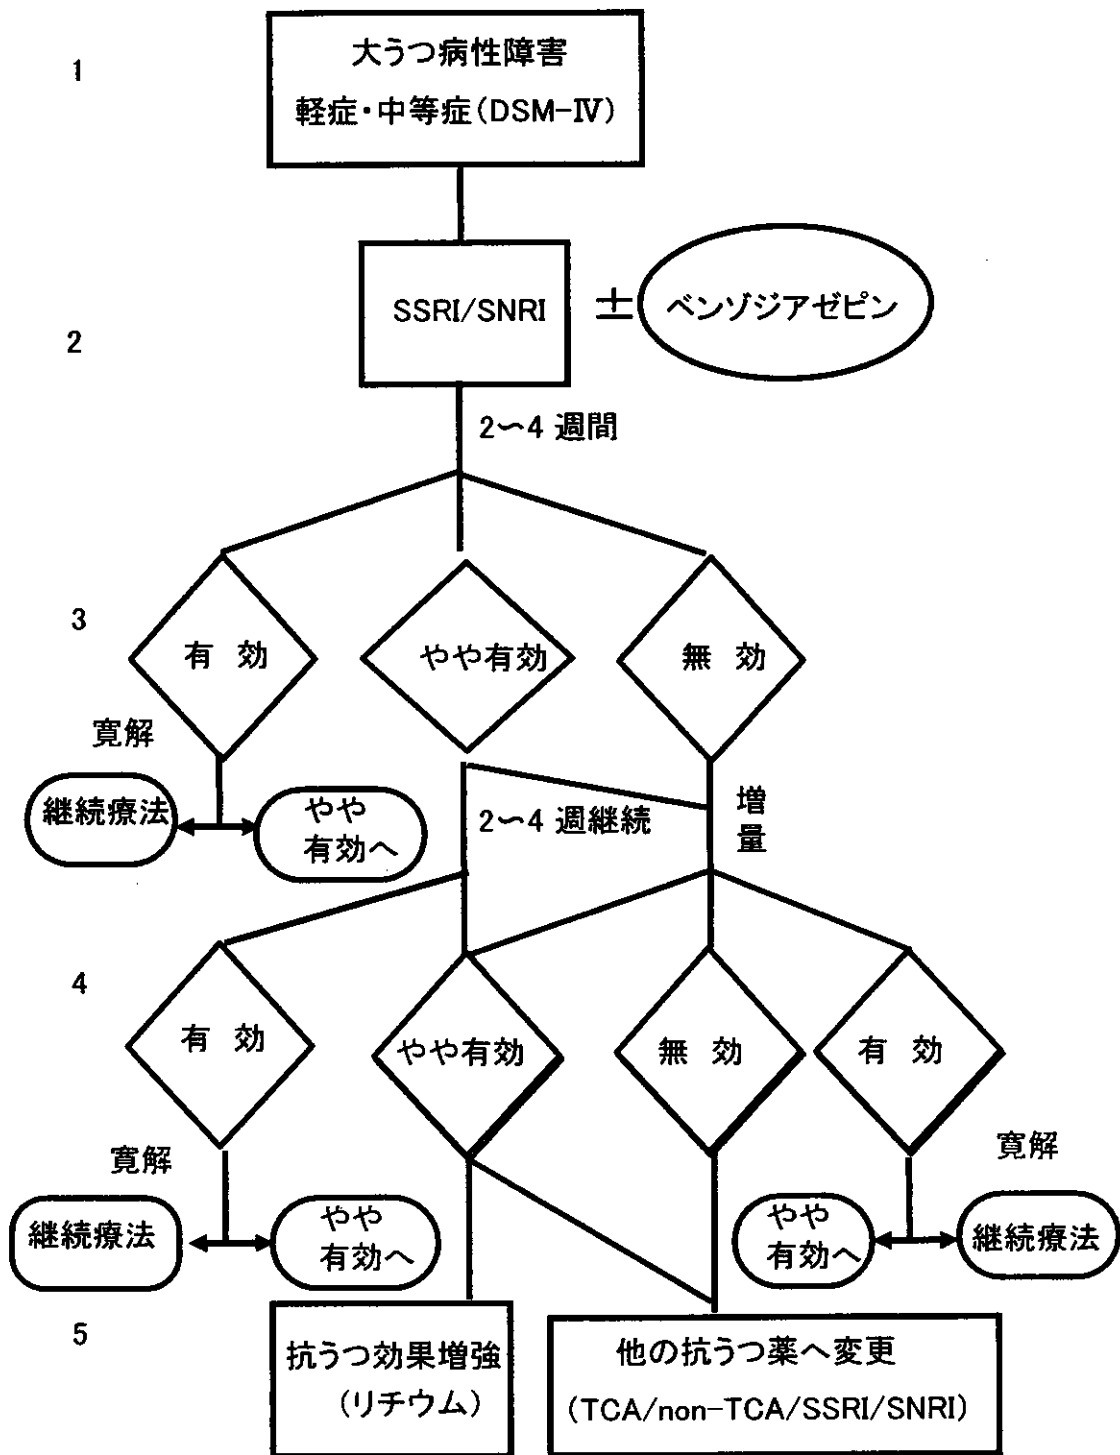 1
大うつ病性障害
軽症・中等症(DSM-Ⅳ)
2
SSRI/SNRI
±
ベンゾジアゼピン
2〜4 週間
3
有 効
やや有効
無 効
寛解
継続療法
やや
有効へ
2〜4 週継続
増
量
4
有 効
やや有効
無 効
有 効
寛解
継続療法
やや
有効へ
寛解
やや
有効へ
継続療法
5
抗うつ効果増強
(リチウム)
他の抗うつ薬へ変更
(TCA/non-TCA/SSRI/SNRI)